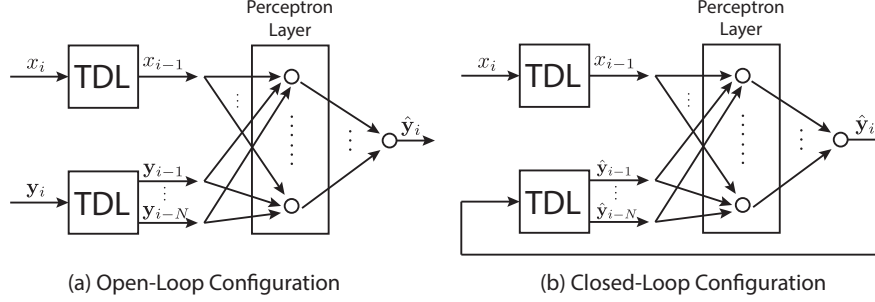 Perceptron
Layer
x_i
TDL
x_{i-1}
ŷ_i
y_i
TDL
y_{i-1}
y_{i-N}
(a) Open-Loop Configuration
Perceptron
Layer
x_i
TDL
x_{i-1}
ŷ_i
TDL
ŷ_{i-1}
ŷ_{i-N}
(b) Closed-Loop Configuration